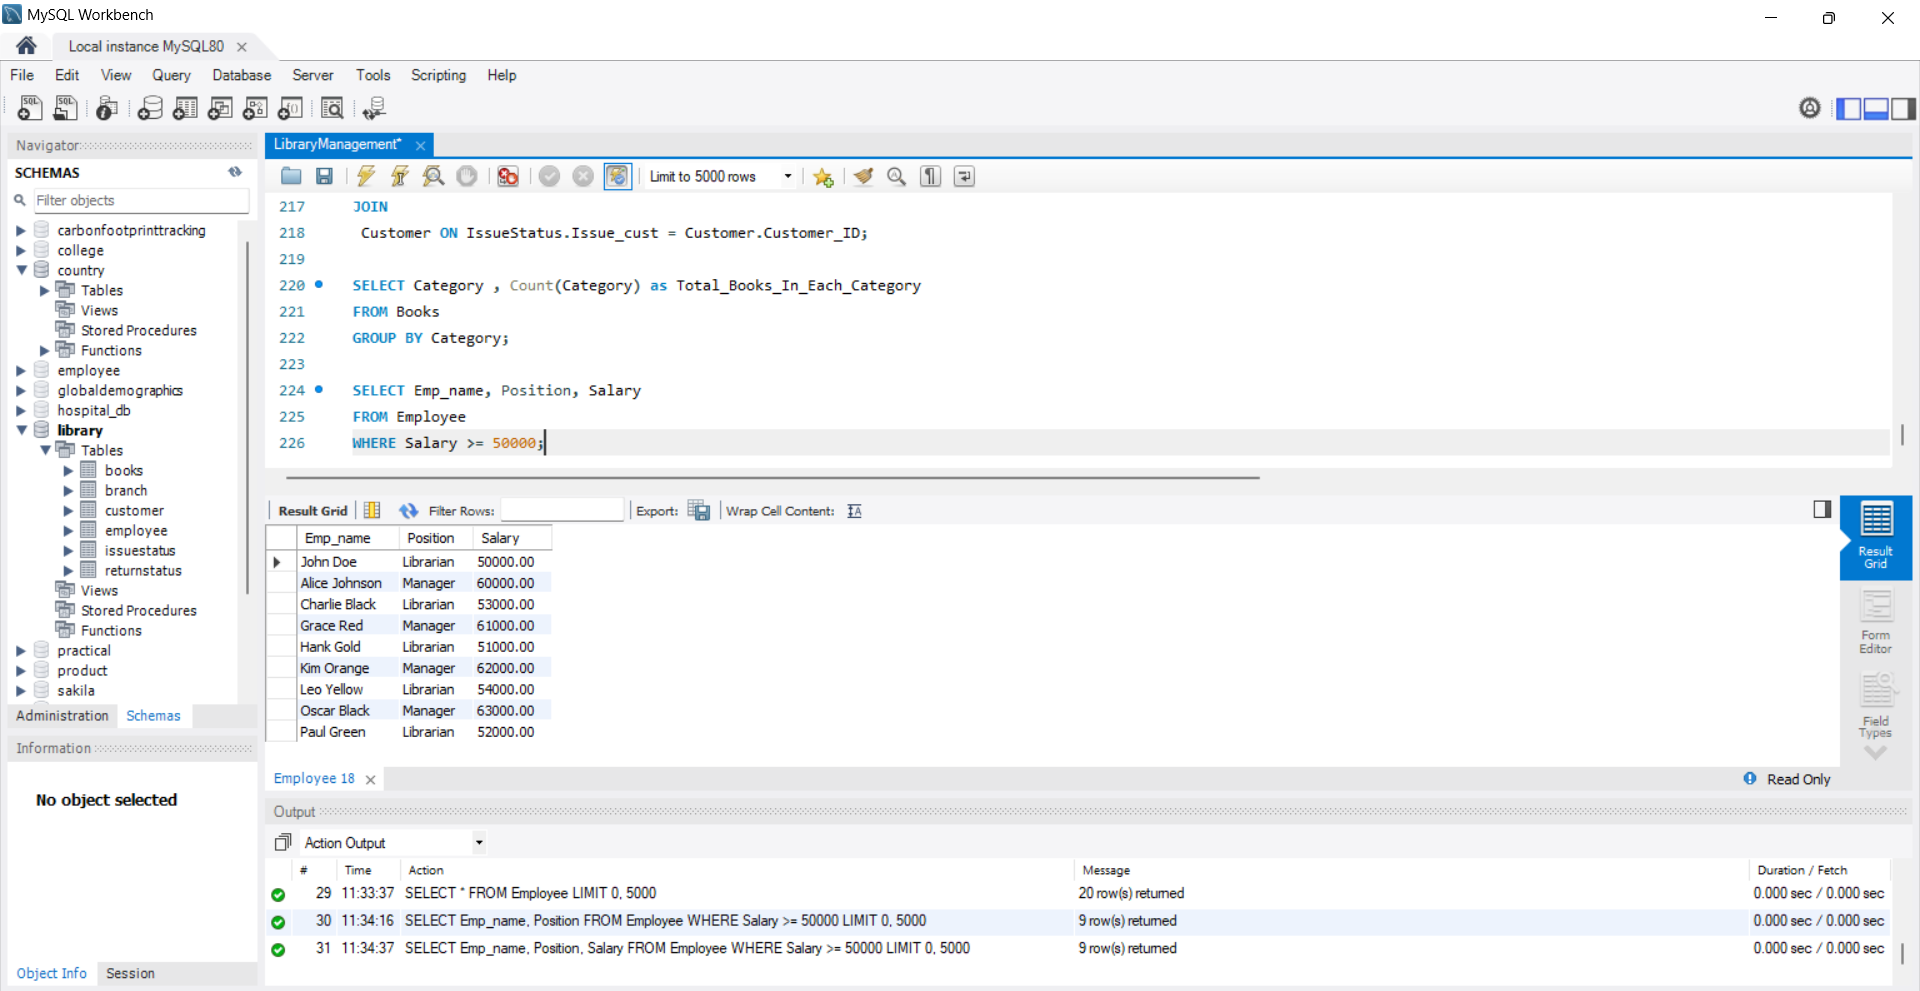 MySQL Workbench
Local instance MySQL80
File Edit View Query Database Server Tools Scripting Help
Navigator
SCHEMAS
Filter objects
carbonfootprinttracking
college
country
Tables
Views
Stored Procedures
Functions
employee
globaldemographics
hospital_db
library
Tables
books
branch
customer
employee
issuestatus
returnstatus
Views
Stored Procedures
Functions
practical
product
sakila
Administration Schemas
Information
No object selected
Object Info Session
LibraryManagement*
Limit to 5000 rows
217 JOIN
218 Customer ON IssueStatus.Issue_cust = Customer.Customer_ID;
219
220 SELECT Category , Count(Category) as Total_Books_In_Each_Category
221 FROM Books
222 GROUP BY Category;
223
224 SELECT Emp_name, Position, Salary
225 FROM Employee
226 WHERE Salary >= 50000;
Result Grid Filter Rows: Export: Wrap Cell Content:
Emp_name Position Salary
John Doe Librarian 50000.00
Alice Johnson Manager 60000.00
Charlie Black Librarian 53000.00
Grace Red Manager 61000.00
Hank Gold Librarian 51000.00
Kim Orange Manager 62000.00
Leo Yellow Librarian 54000.00
Oscar Black Manager 63000.00
Paul Green Librarian 52000.00
Result
Grid
Form
Editor
Field
Types
Employee 18
Read Only
Output
Action Output
# Time Action Message Duration / Fetch
29 11:33:37 SELECT * FROM Employee LIMIT 0, 5000 20 row(s) returned 0.000 sec / 0.000 sec
30 11:34:16 SELECT Emp_name, Position FROM Employee WHERE Salary >= 50000 LIMIT 0, 5000 9 row(s) returned 0.000 sec / 0.000 sec
31 11:34:37 SELECT Emp_name, Position, Salary FROM Employee WHERE Salary >= 50000 LIMIT 0, 5000 9 row(s) returned 0.000 sec / 0.000 sec